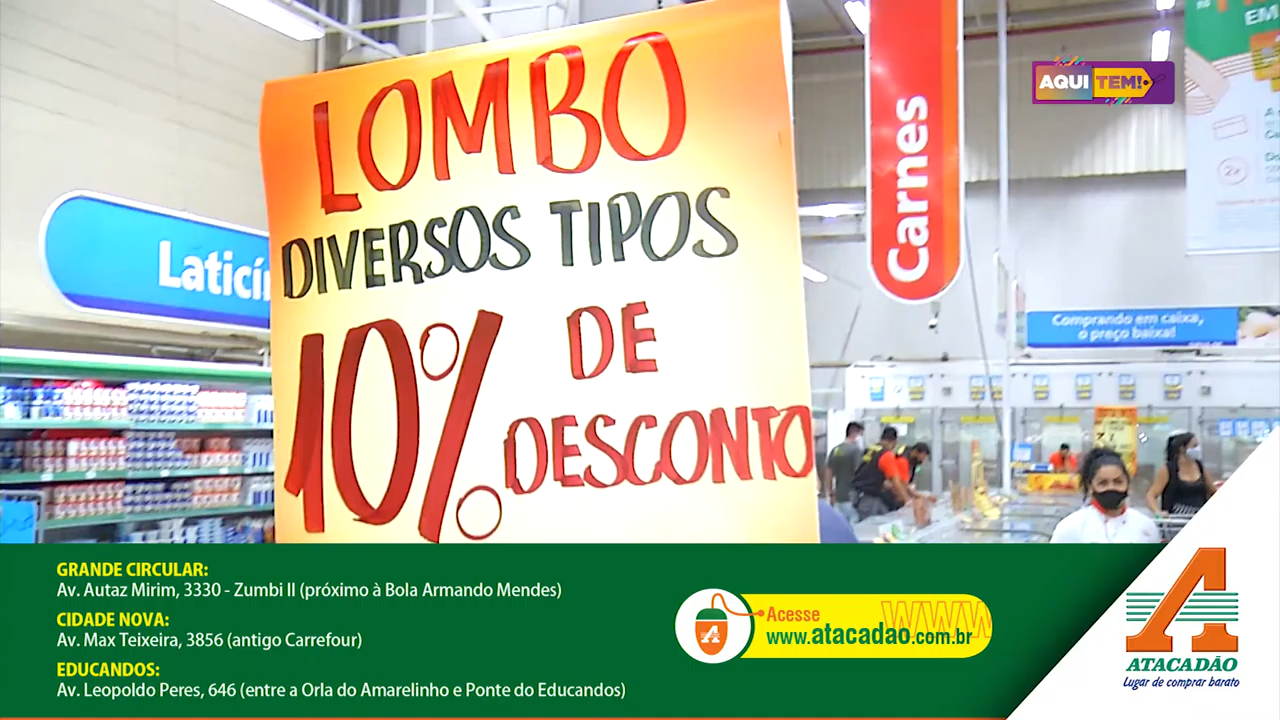 LOMBO
DIVERSOS TIPOS
10% DE
DESCONTO
Laticí
Carnes
AQUI TEM!
EM
2x
Comprando em caixa,
o preço baixa!
GRANDE CIRCULAR:
Av. Autaz Mirim, 3330 - Zumbi II (próximo à Bola Armando Mendes)
CIDADE NOVA:
Av. Max Teixeira, 3856 (antigo Carrefour)
EDUCANDOS:
Av. Leopoldo Peres, 646 (entre a Orla do Amarelinho e Ponte do Educandos)
Acesse
WWW
www.atacadao.com.br
A
ATACADÃO
Lugar de comprar barato